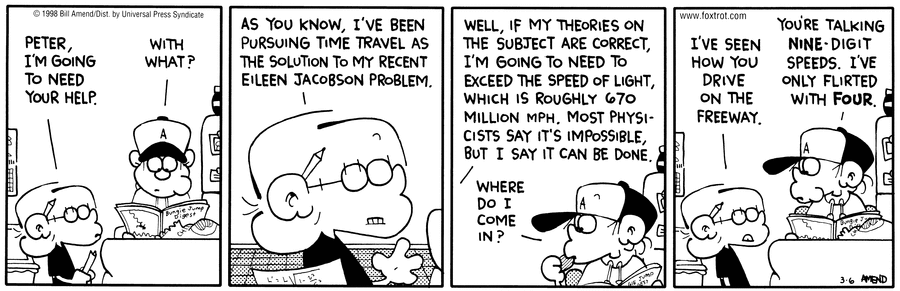 © 1998 Bill Amend/Dist. by Universal Press Syndicate
PETER,
I'M GOING
TO NEED
YOUR HELP.
WITH
WHAT?
A
Bungie Jump
Digest
AS YOU KNOW, I'VE BEEN
PURSUING TIME TRAVEL AS
THE SOLUTION TO MY RECENT
EILEEN JACOBSON PROBLEM.
WELL, IF MY THEORIES ON
THE SUBJECT ARE CORRECT,
I'M GOING TO NEED TO
EXCEED THE SPEED OF LIGHT,
WHICH IS ROUGHLY 670
MILLION MPH. MOST PHYSI-
CISTS SAY IT'S IMPOSSIBLE,
BUT I SAY IT CAN BE DONE.
WHERE
DO I
COME
IN?
A
www.foxtrot.com
I'VE SEEN
HOW YOU
DRIVE
ON THE
FREEWAY.
YOU'RE TALKING
NINE-DIGIT
SPEEDS. I'VE
ONLY FLIRTED
WITH FOUR.
A
3·6 AMEND